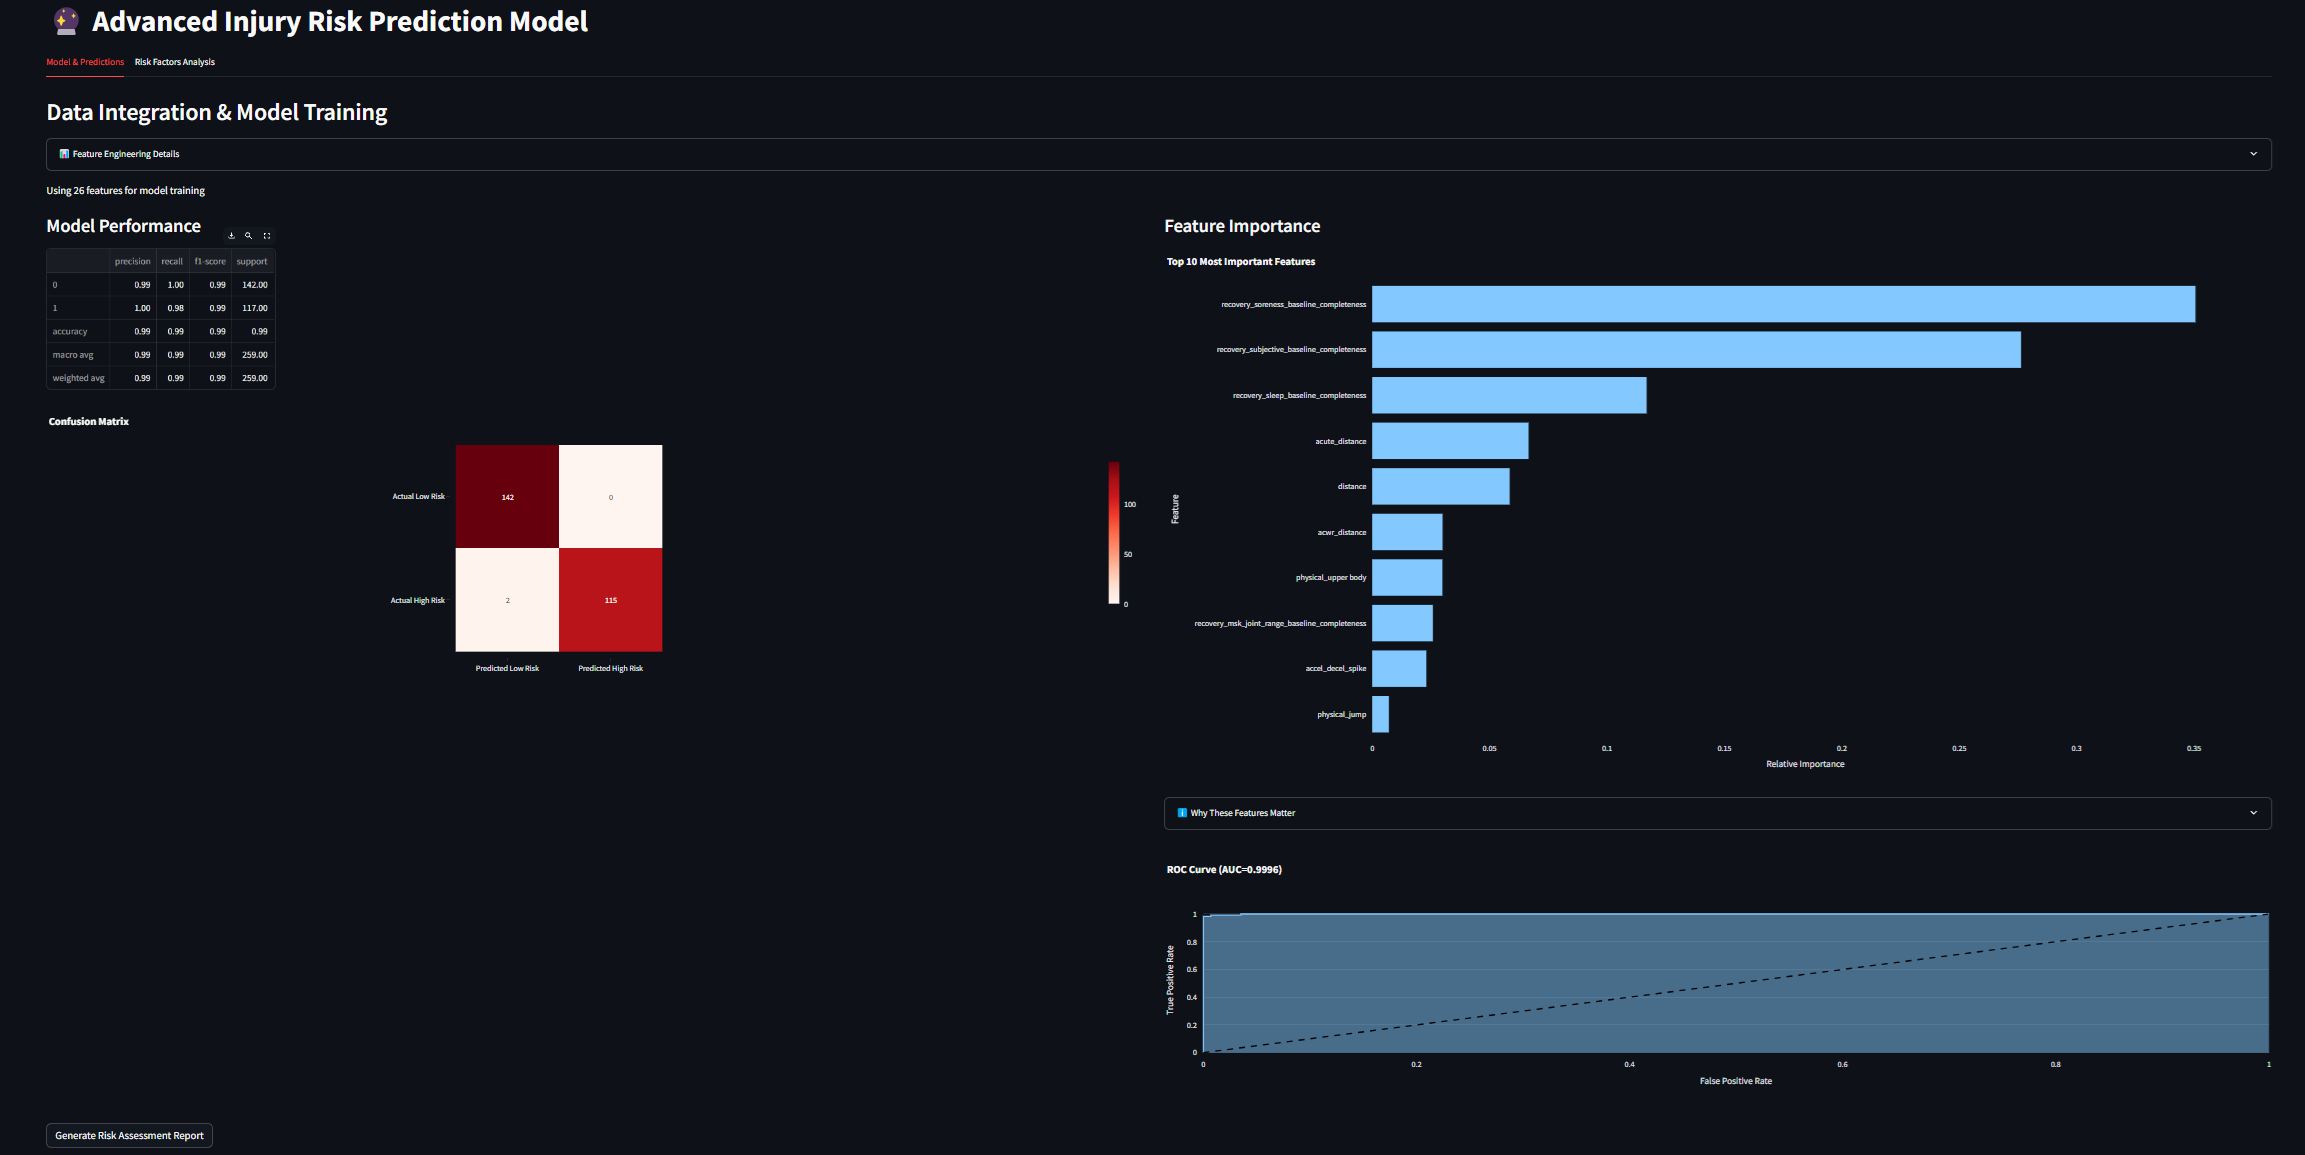 Advanced Injury Risk Prediction Model
Model & Predictions
Risk Factors Analysis
Data Integration & Model Training
Feature Engineering Details
Using 26 features for model training
Model Performance
precision recall f1-score support
0 0.99 1.00 0.99 142.00
1 1.00 0.98 0.99 117.00
accuracy 0.99 0.99 0.99 0.99
macro avg 0.99 0.99 0.99 259.00
weighted avg 0.99 0.99 0.99 259.00
Confusion Matrix
Actual Low Risk
142
0
Actual High Risk
2
115
Predicted Low Risk
Predicted High Risk
100
50
0
Feature Importance
Top 10 Most Important Features
Feature
recovery_soreness_baseline_completeness
recovery_subjective_baseline_completeness
recovery_sleep_baseline_completeness
acute_distance
distance
acwr_distance
physical_upper body
recovery_msk_joint_range_baseline_completeness
accel_decel_spike
physical_jump
0 0.05 0.1 0.15 0.2 0.25 0.3 0.35
Relative Importance
Why These Features Matter
ROC Curve (AUC=0.9996)
True Positive Rate
1
0.8
0.6
0.4
0.2
0
0 0.2 0.4 0.6 0.8 1
False Positive Rate
Generate Risk Assessment Report